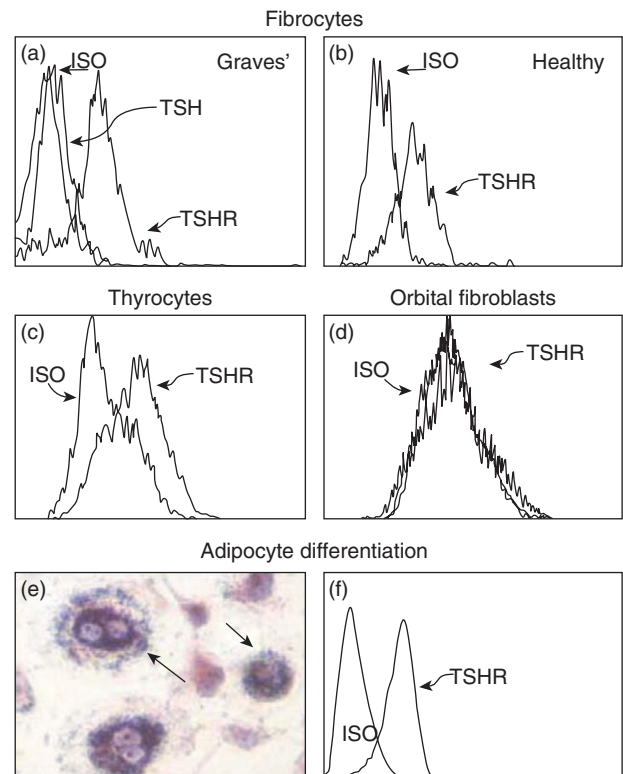 Fibrocytes
(a)
ISO
Graves’
TSH
TSHR
(b)
ISO
Healthy
TSHR
Thyrocytes
(c)
ISO
TSHR
Orbital fibroblasts
(d)
ISO
TSHR
Adipocyte differentiation
(e)
(f)
TSHR
ISO